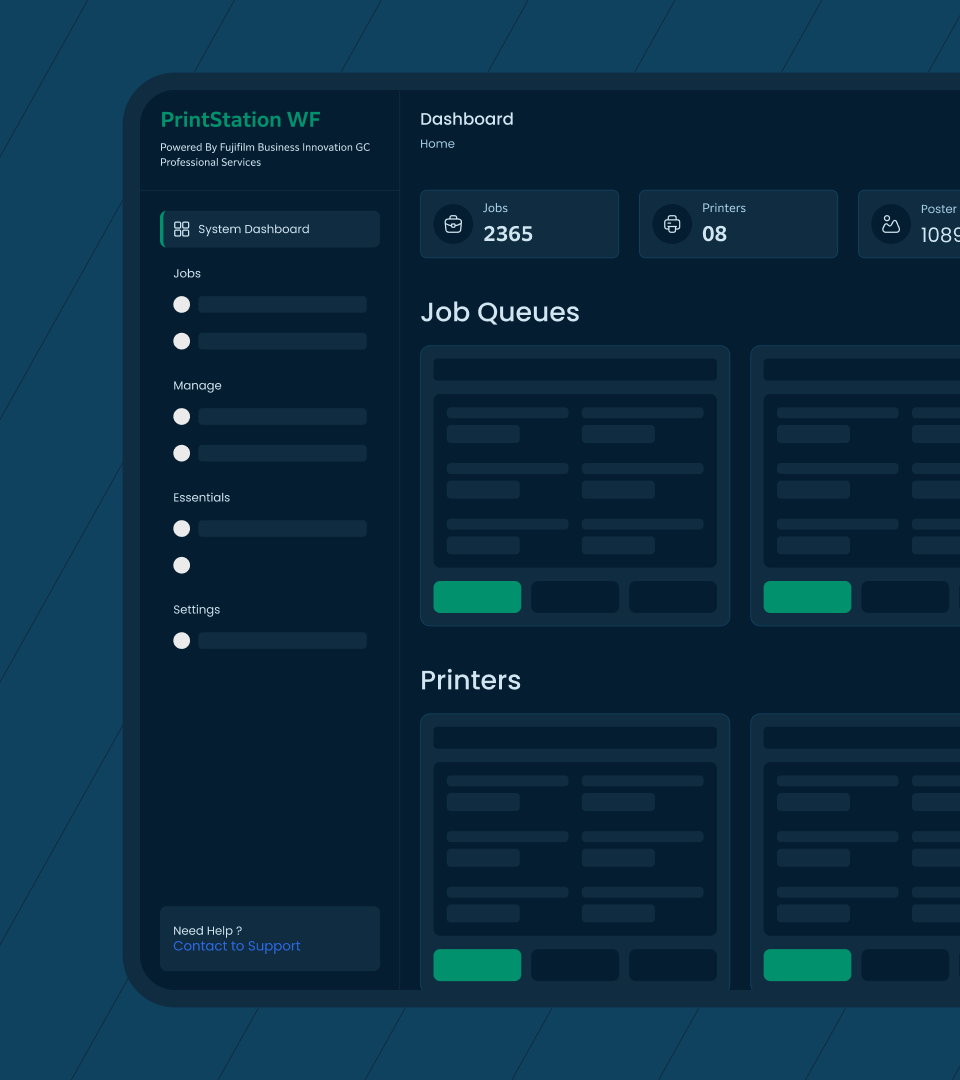 PrintStation WF
Powered By Fujifilm Business Innovation GC
Professional Services
System Dashboard
Jobs
Manage
Essentials
Settings
Need Help ?
Contact to Support
Dashboard
Home
Jobs
2365
Printers
08
Poster
1089
Job Queues
Printers